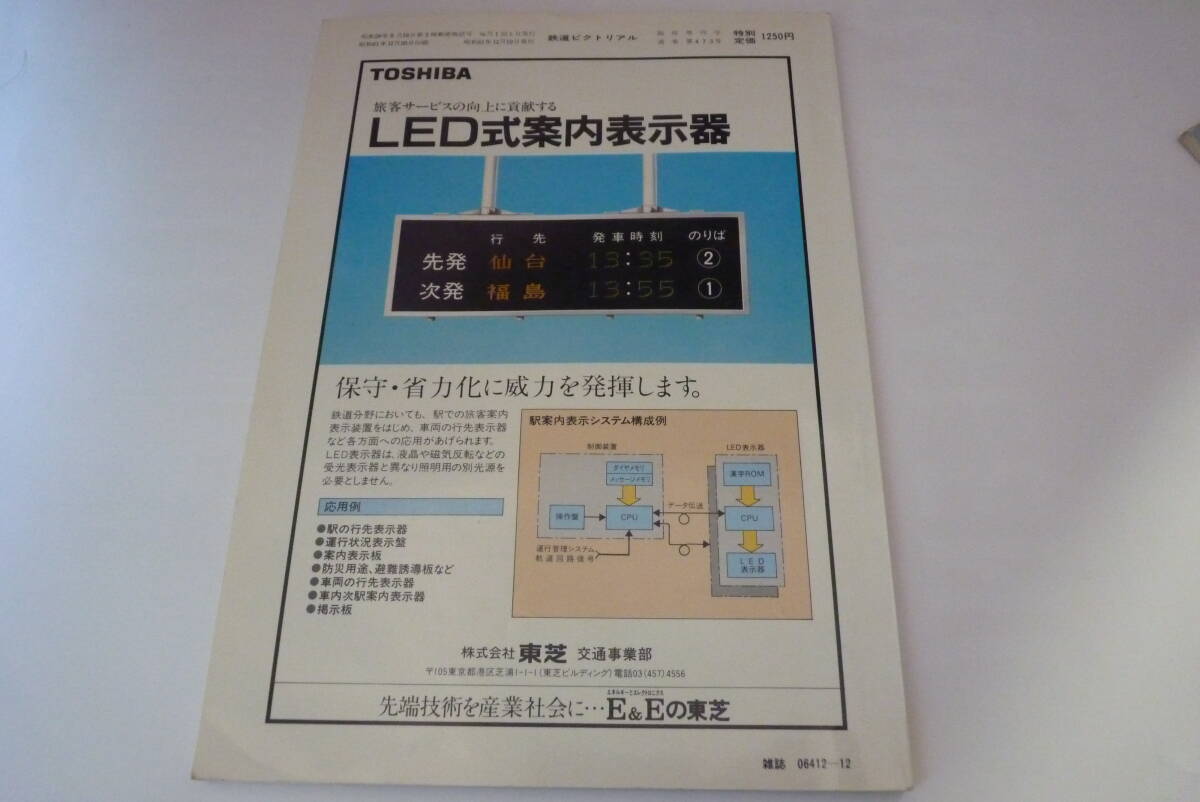 鉄道ピクトリアル
特別
定価 1250円
TOSHIBA
旅客サービスの向上に貢献する
LED式案内表示器
行先 発車時刻 のりば
先発 仙台 13:35 ②
次発 福島 13:55 ①
保守・省力化に威力を発揮します。
鉄道分野においても、駅での旅客案内
表示装置をはじめ、車両の行先表示器
など各方面への応用があげられます。
LED表示器は、液晶や磁気反転などの
受光表示器と異なり照明用の別光源を
必要としません。
応用例
●駅の行先表示器
●運行状況表示盤
●案内表示板
●防災用途、避難誘導板など
●車両の行先表示器
●車内次駅案内表示器
●掲示板
駅案内表示システム構成例
制御装置
ダイヤメモリ
メッセージメモリ
操作盤
CPU
運行管理システム
軌道回路信号
データ伝送
LED表示器
漢字ROM
CPU
LED
表示器
株式会社 東芝 交通事業部
〒105東京都港区芝浦1-1-1(東芝ビルディング)電話03(457)4556
エネルギーとエレクトロニクス
先端技術を産業社会に…E&Eの東芝
雑誌 06412-12